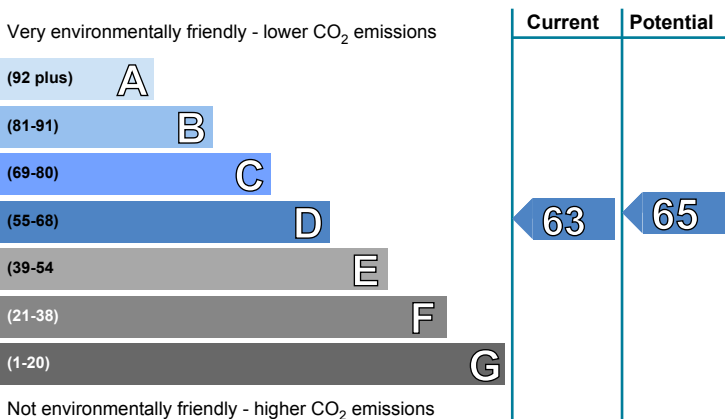 Very environmentally friendly - lower CO2 emissions
Current Potential
(92 plus) A
(81-91) B
(69-80) C
(55-68) D
63 65
(39-54 E
(21-38) F
(1-20) G
Not environmentally friendly - higher CO2 emissions